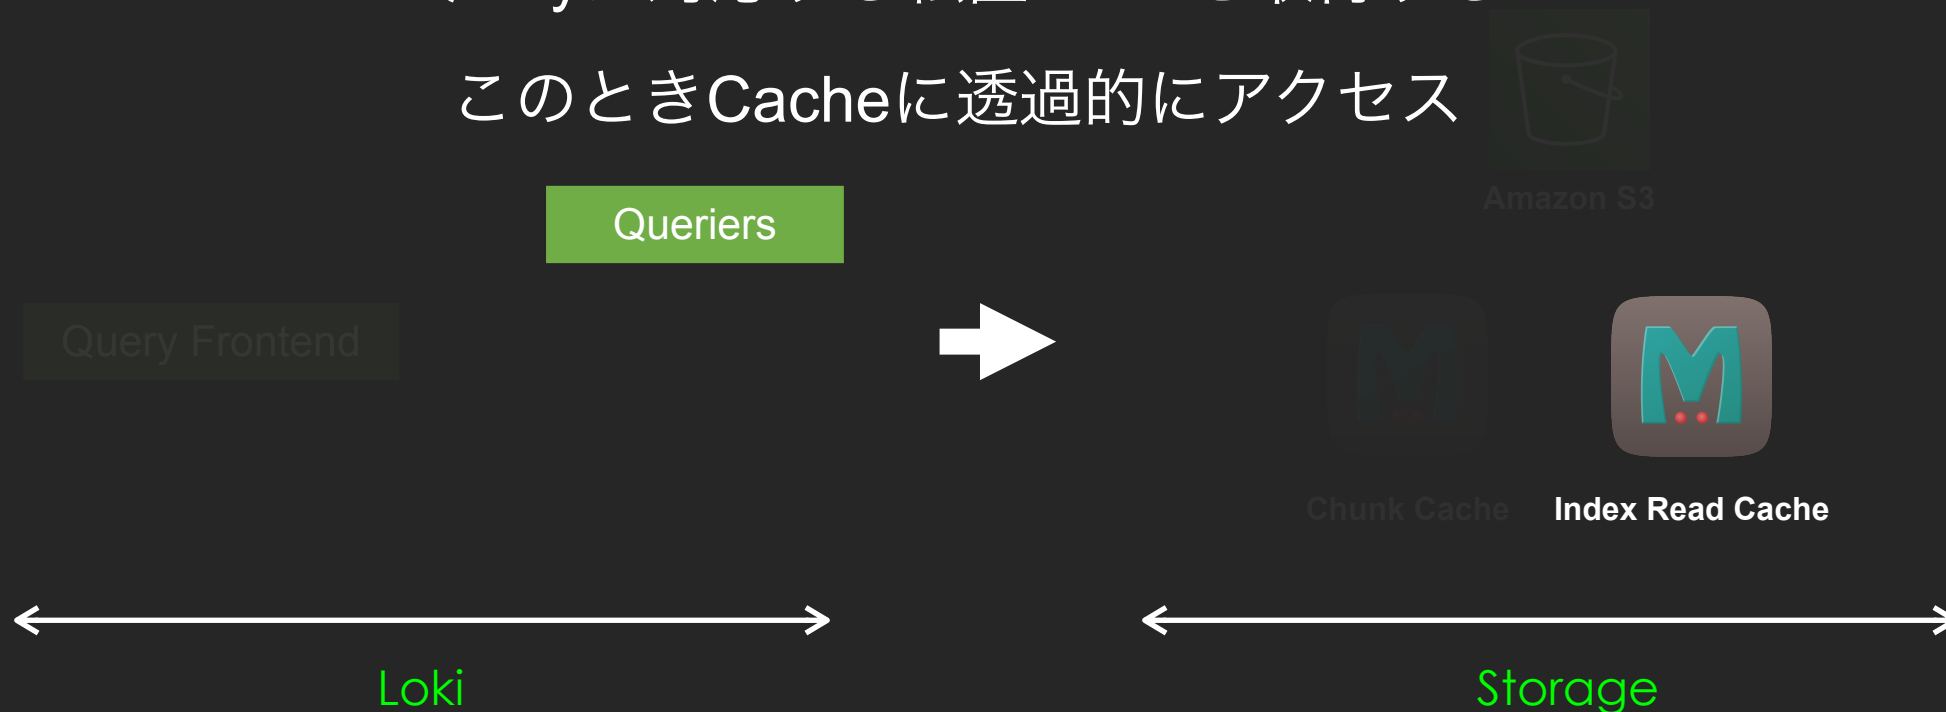 このときCacheに透過的にアクセス
Amazon S3
Queriers
Query Frontend
Chunk Cache
Index Read Cache
Loki
Storage